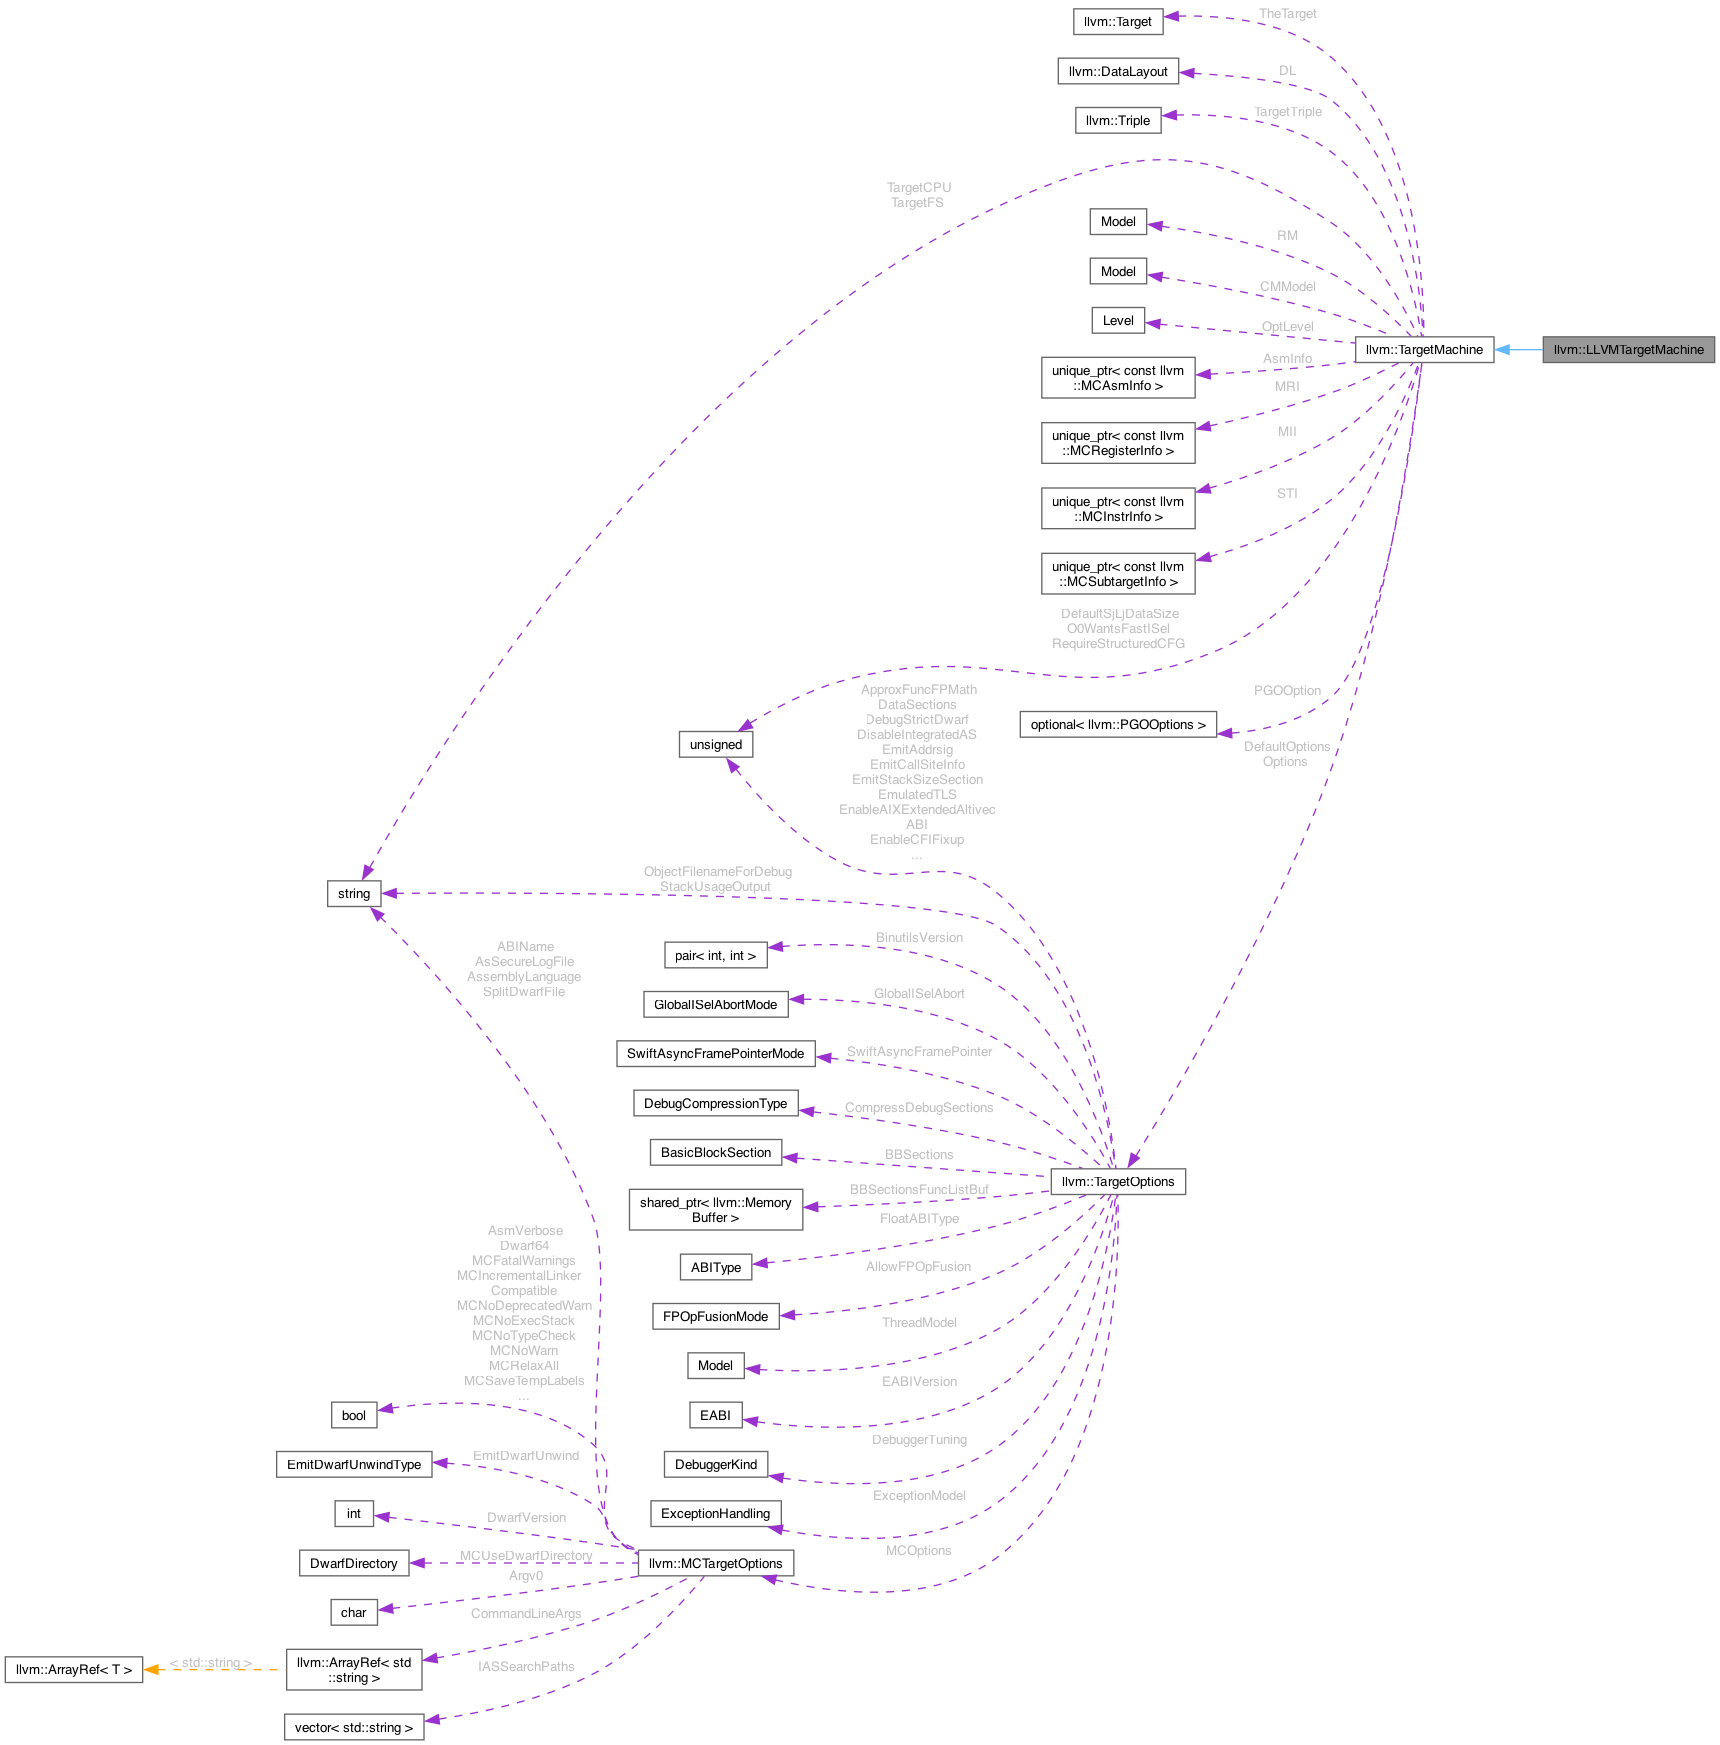 llvm::Target
TheTarget
llvm::DataLayout
DL
llvm::Triple
TargetTriple
TargetCPU
TargetFS
Model
RM
Model
CMModel
Level
OptLevel
llvm::TargetMachine
llvm::LLVMTargetMachine
unique_ptr< const llvm
::MCAsmInfo >
AsmInfo
unique_ptr< const llvm
::MCRegisterInfo >
MRI
unique_ptr< const llvm
::MCInstrInfo >
MII
unique_ptr< const llvm
::MCSubtargetInfo >
STI
DefaultSjLjDataSize
O0WantsFastISel
RequireStructuredCFG
unsigned
ApproxFuncFPMath
DataSections
DebugStrictDwarf
DisableIntegratedAS
EmitAddrsig
EmitCallSiteInfo
EmitStackSizeSection
EmulatedTLS
EnableAIXExtendedAltivec
ABI
EnableCFIFixup
...
optional< llvm::PGOOptions >
PGOOption
DefaultOptions
Options
string
ObjectFilenameForDebug
StackUsageOutput
ABIName
AsSecureLogFile
AssemblyLanguage
SplitDwarfFile
pair< int, int >
BinutilsVersion
GlobalISelAbortMode
GlobalISelAbort
SwiftAsyncFramePointerMode
SwiftAsyncFramePointer
DebugCompressionType
CompressDebugSections
BasicBlockSection
BBSections
llvm::TargetOptions
shared_ptr< llvm::Memory
Buffer >
BBSectionsFuncListBuf
ABIType
FloatABIType
FPOpFusionMode
AllowFPOpFusion
Model
ThreadModel
EABI
EABIVersion
DebuggerKind
DebuggerTuning
ExceptionHandling
ExceptionModel
AsmVerbose
Dwarf64
MCFatalWarnings
MCIncrementalLinker
Compatible
MCNoDeprecatedWarn
MCNoExecStack
MCNoTypeCheck
MCNoWarn
MCRelaxAll
MCSaveTempLabels
...
bool
EmitDwarfUnwindType
EmitDwarfUnwind
int
DwarfVersion
DwarfDirectory
MCUseDwarfDirectory
llvm::MCTargetOptions
MCOptions
char
Argv0
llvm::ArrayRef< T >
< std::string >
llvm::ArrayRef< std
::string >
CommandLineArgs
vector< std::string >
IASSearchPaths